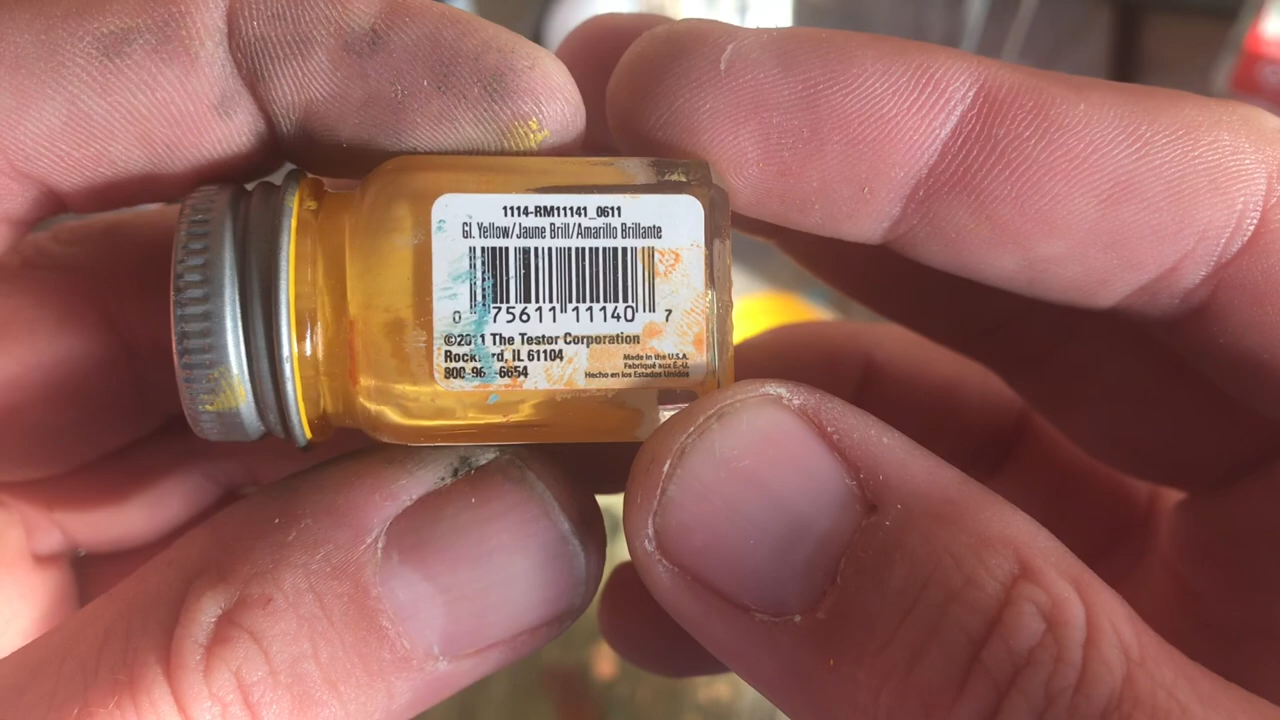 1114-RM11141_0611
Gl. Yellow/Jaune Brill/Amarillo Brillante
0 75611 11140 7
The Testor Corporation
IL 61104
Made in the U.S.A.
Fabriqué aux É.-U.
Hecho en los Estados Unidos